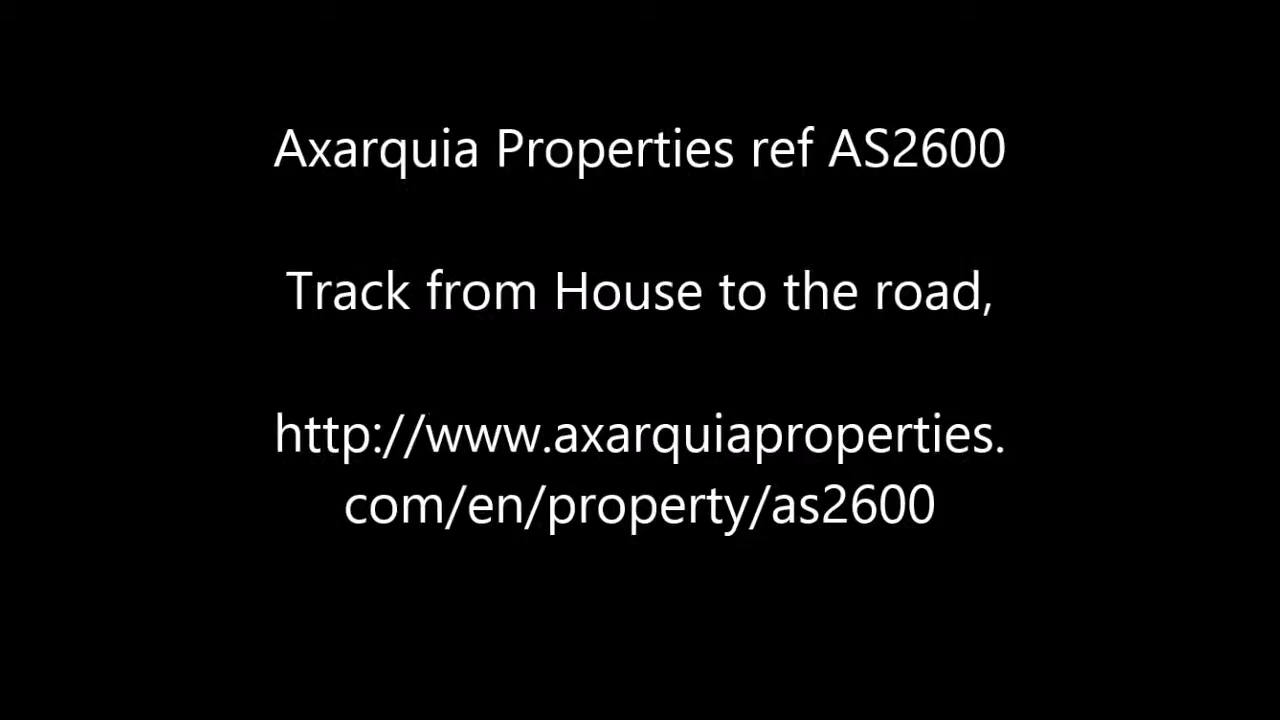 Axarquia Properties ref AS2600
Track from House to the road,
http://www.axarquiaproperties.
com/en/property/as2600